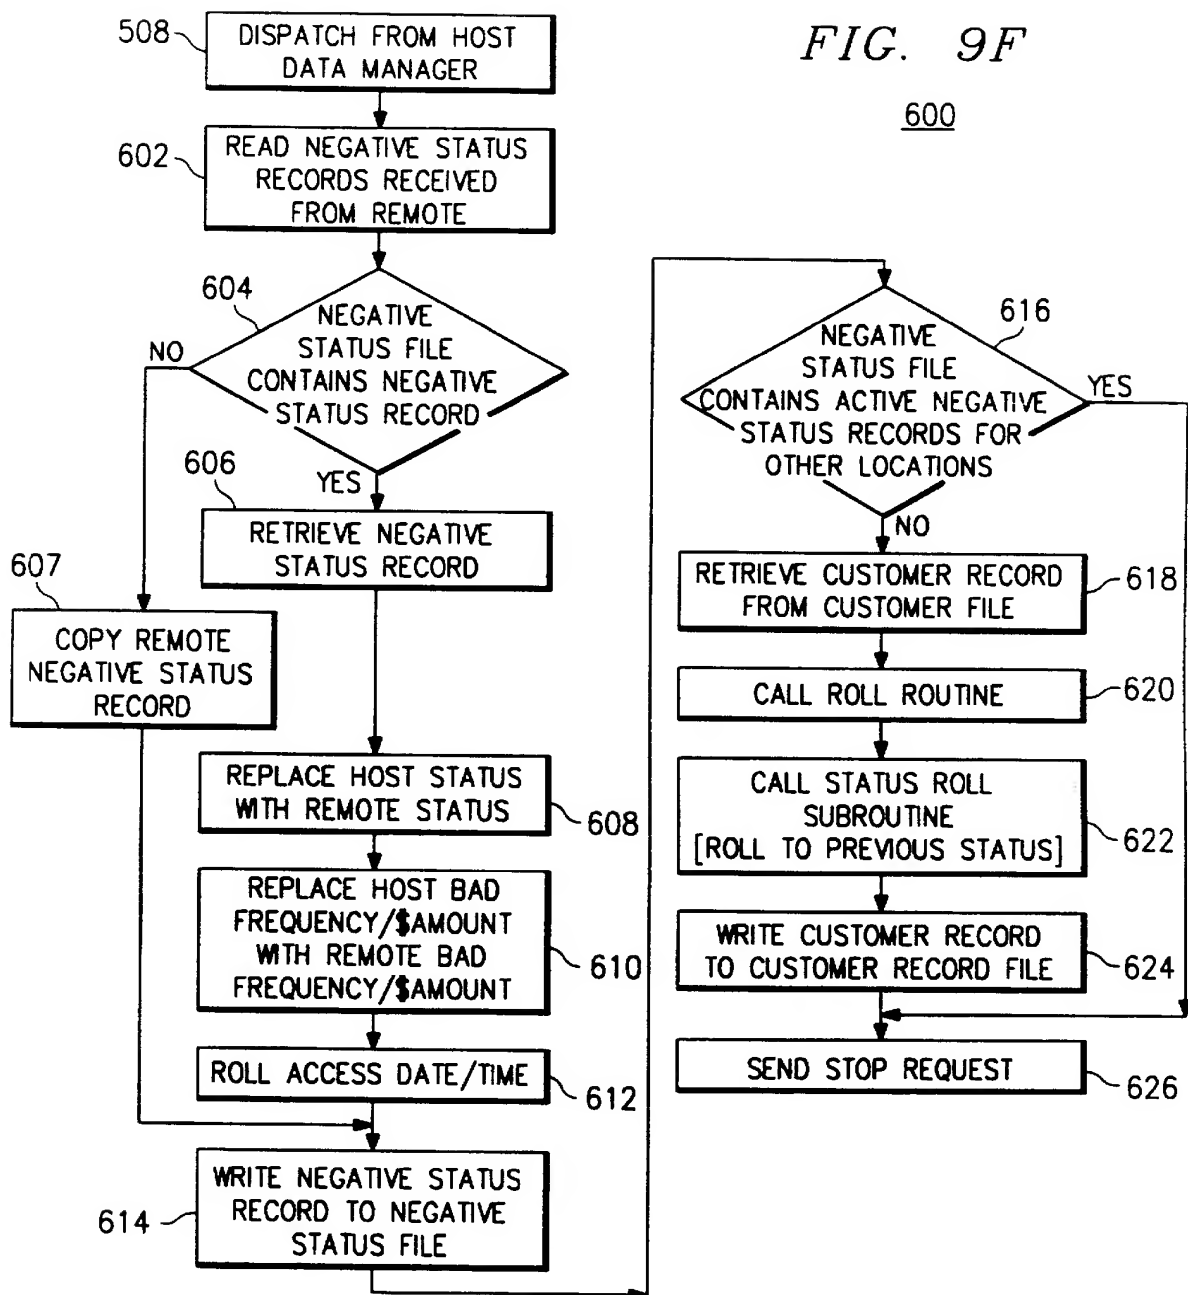 FIG. 9F
600
508
DISPATCH FROM HOST
DATA MANAGER
602
READ NEGATIVE STATUS
RECORDS RECEIVED
FROM REMOTE
604
NEGATIVE
STATUS FILE
CONTAINS NEGATIVE
STATUS RECORD
NO
YES
606
RETRIEVE NEGATIVE
STATUS RECORD
607
COPY REMOTE
NEGATIVE STATUS
RECORD
REPLACE HOST STATUS
WITH REMOTE STATUS
608
REPLACE HOST BAD
FREQUENCY/$AMOUNT
WITH REMOTE BAD
FREQUENCY/$AMOUNT
610
ROLL ACCESS DATE/TIME
612
WRITE NEGATIVE STATUS
RECORD TO NEGATIVE
STATUS FILE
614
NEGATIVE
STATUS FILE
CONTAINS ACTIVE NEGATIVE
STATUS RECORDS FOR
OTHER LOCATIONS
616
YES
NO
RETRIEVE CUSTOMER RECORD
FROM CUSTOMER FILE
618
CALL ROLL ROUTINE
620
CALL STATUS ROLL
SUBROUTINE
[ROLL TO PREVIOUS STATUS]
622
WRITE CUSTOMER RECORD
TO CUSTOMER RECORD FILE
624
SEND STOP REQUEST
626